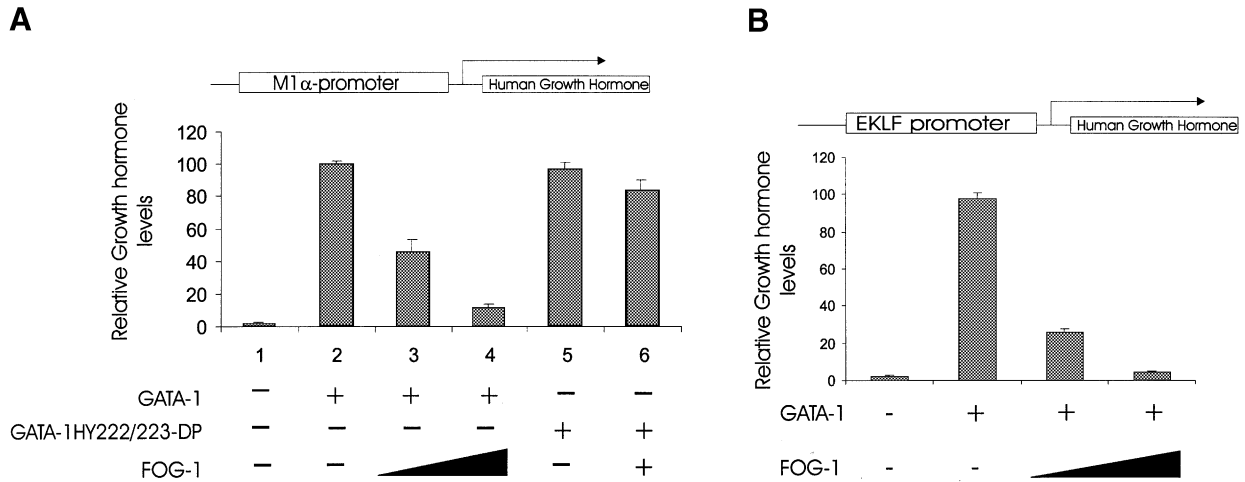 A
M1α-promoter
Human Growth Hormone
Relative Growth hormone
levels
120
100
80
60
40
20
0
1 2 3 4 5 6
GATA-1 – + + + – –
GATA-1HY222/223-DP – – – – + +
FOG-1 – – – +
B
EKLF promoter
Human Growth Hormone
Relative Growth hormone
levels
120
100
80
60
40
20
0
GATA-1 - + + +
FOG-1 - -